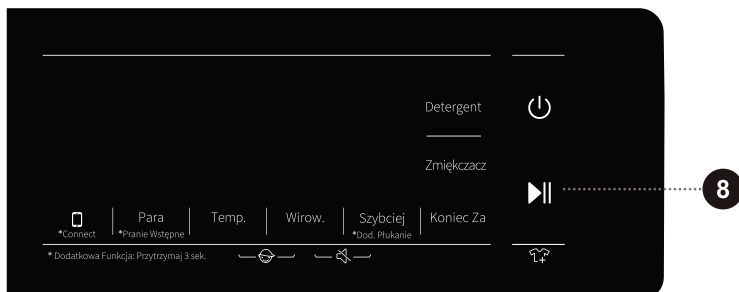 Detergent
Zmiękczacz
8
Para Temp. Wirow. Szybciej Koniec Za
*Connect *Pranie Wstępne *Dod. Płukanie
* Dodatkowa Funkcja: Przytrzymaj 3 sek.